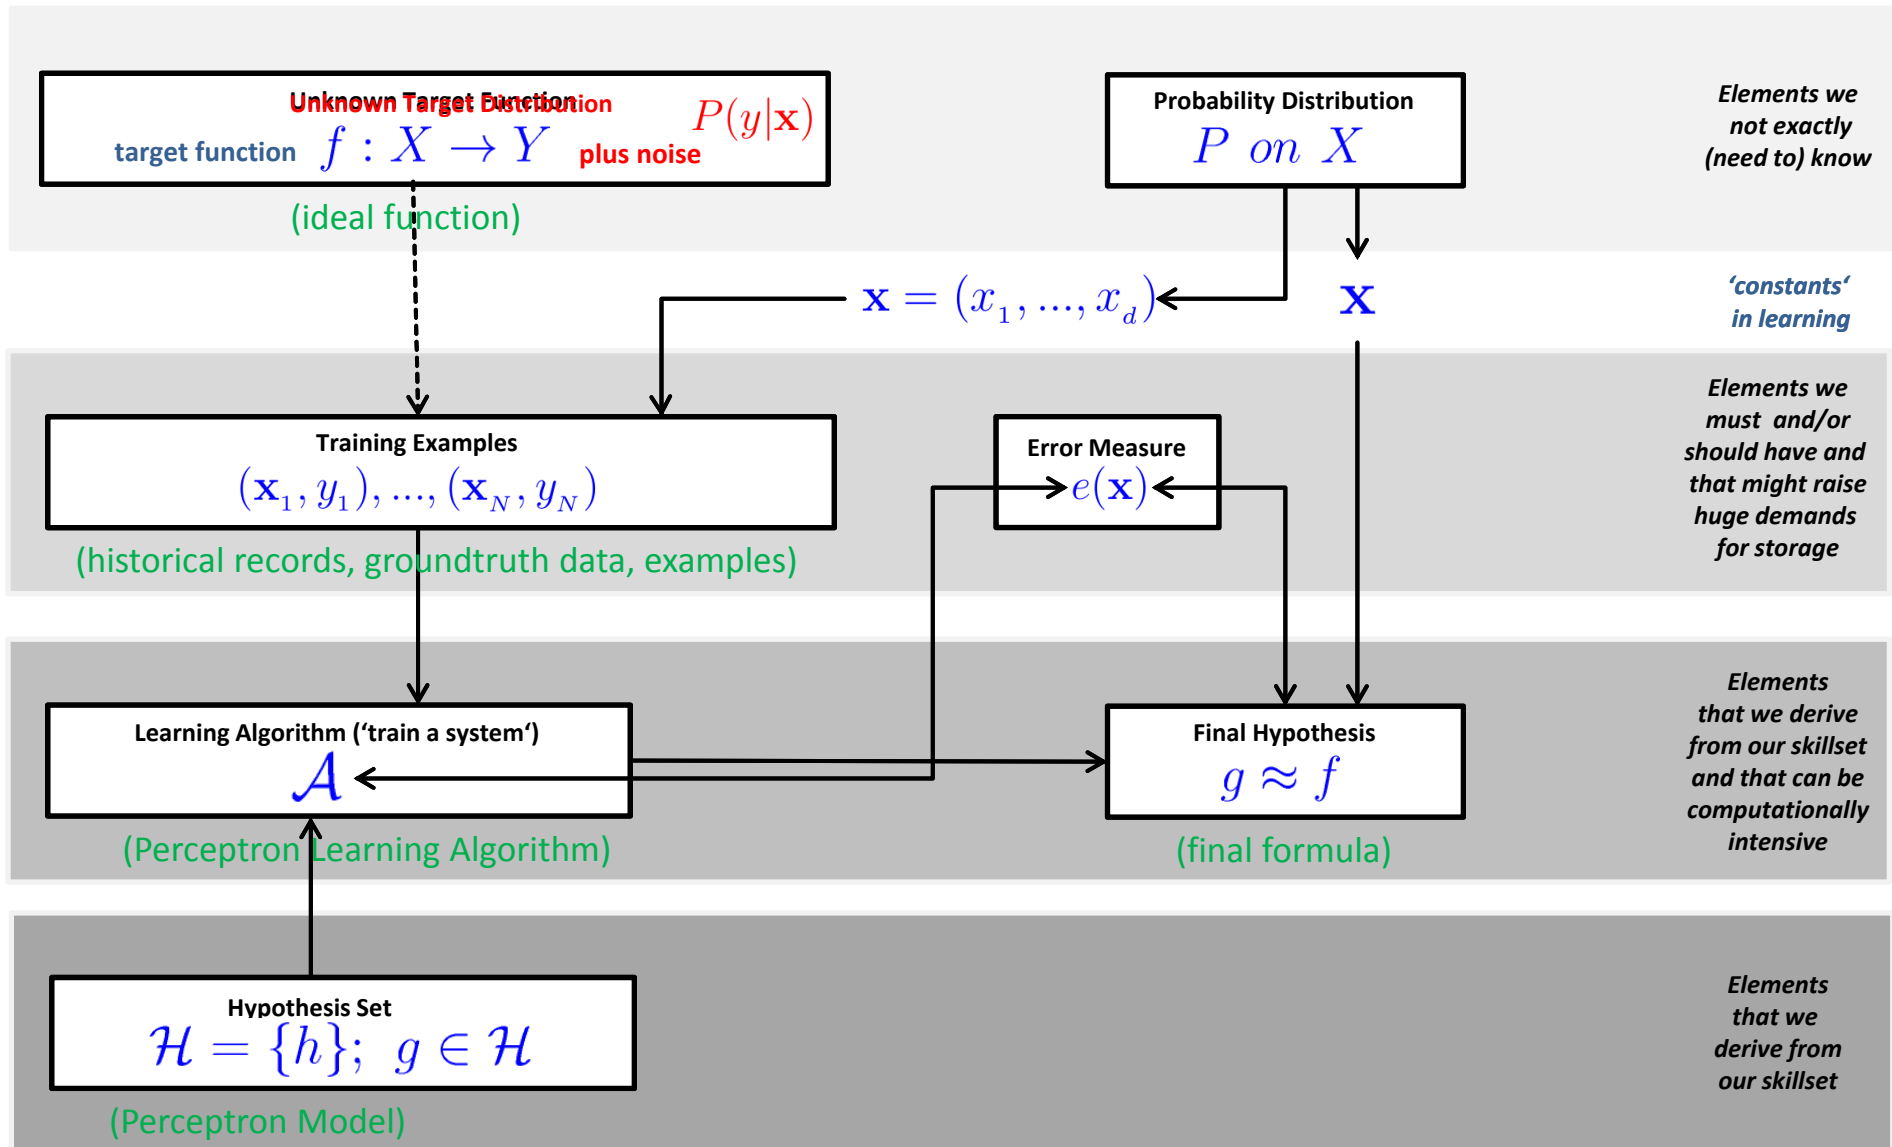 Unknown Target Function
Unknown Target Distribution
target function f : X → Y plus noise P(y|x)
(ideal function)
Probability Distribution
P on X
Elements we
not exactly
(need to) know
x = (x₁, ..., x_d)
x
‘constants‘
in learning
Training Examples
(x₁, y₁), ..., (x_N, y_N)
(historical records, groundtruth data, examples)
Error Measure
e(x)
Elements we
must and/or
should have and
that might raise
huge demands
for storage
Learning Algorithm (‘train a system‘)
𝒜
(Perceptron Learning Algorithm)
Final Hypothesis
g ≈ f
(final formula)
Elements
that we derive
from our skillset
and that can be
computationally
intensive
Hypothesis Set
ℋ = {h}; g ∈ ℋ
(Perceptron Model)
Elements
that we
derive from
our skillset